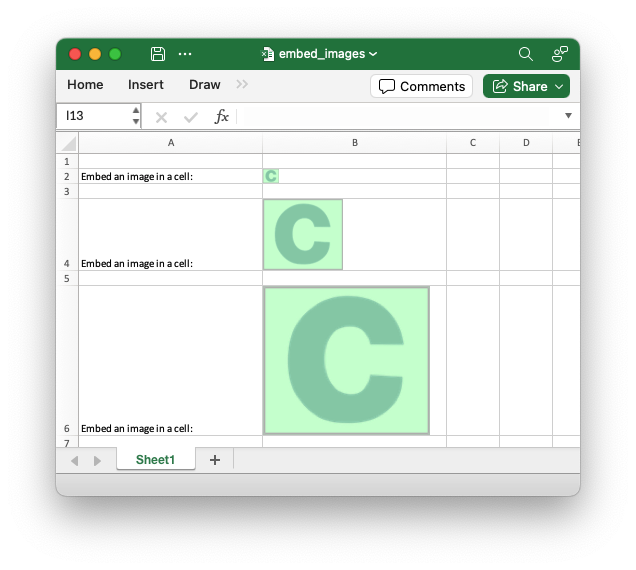 embed_images
Home Insert Draw Comments Share
I13 fx
A B C D E
1
2 Embed an image in a cell: C
3
4 Embed an image in a cell: C
5
6 Embed an image in a cell: C
7
Sheet1 +